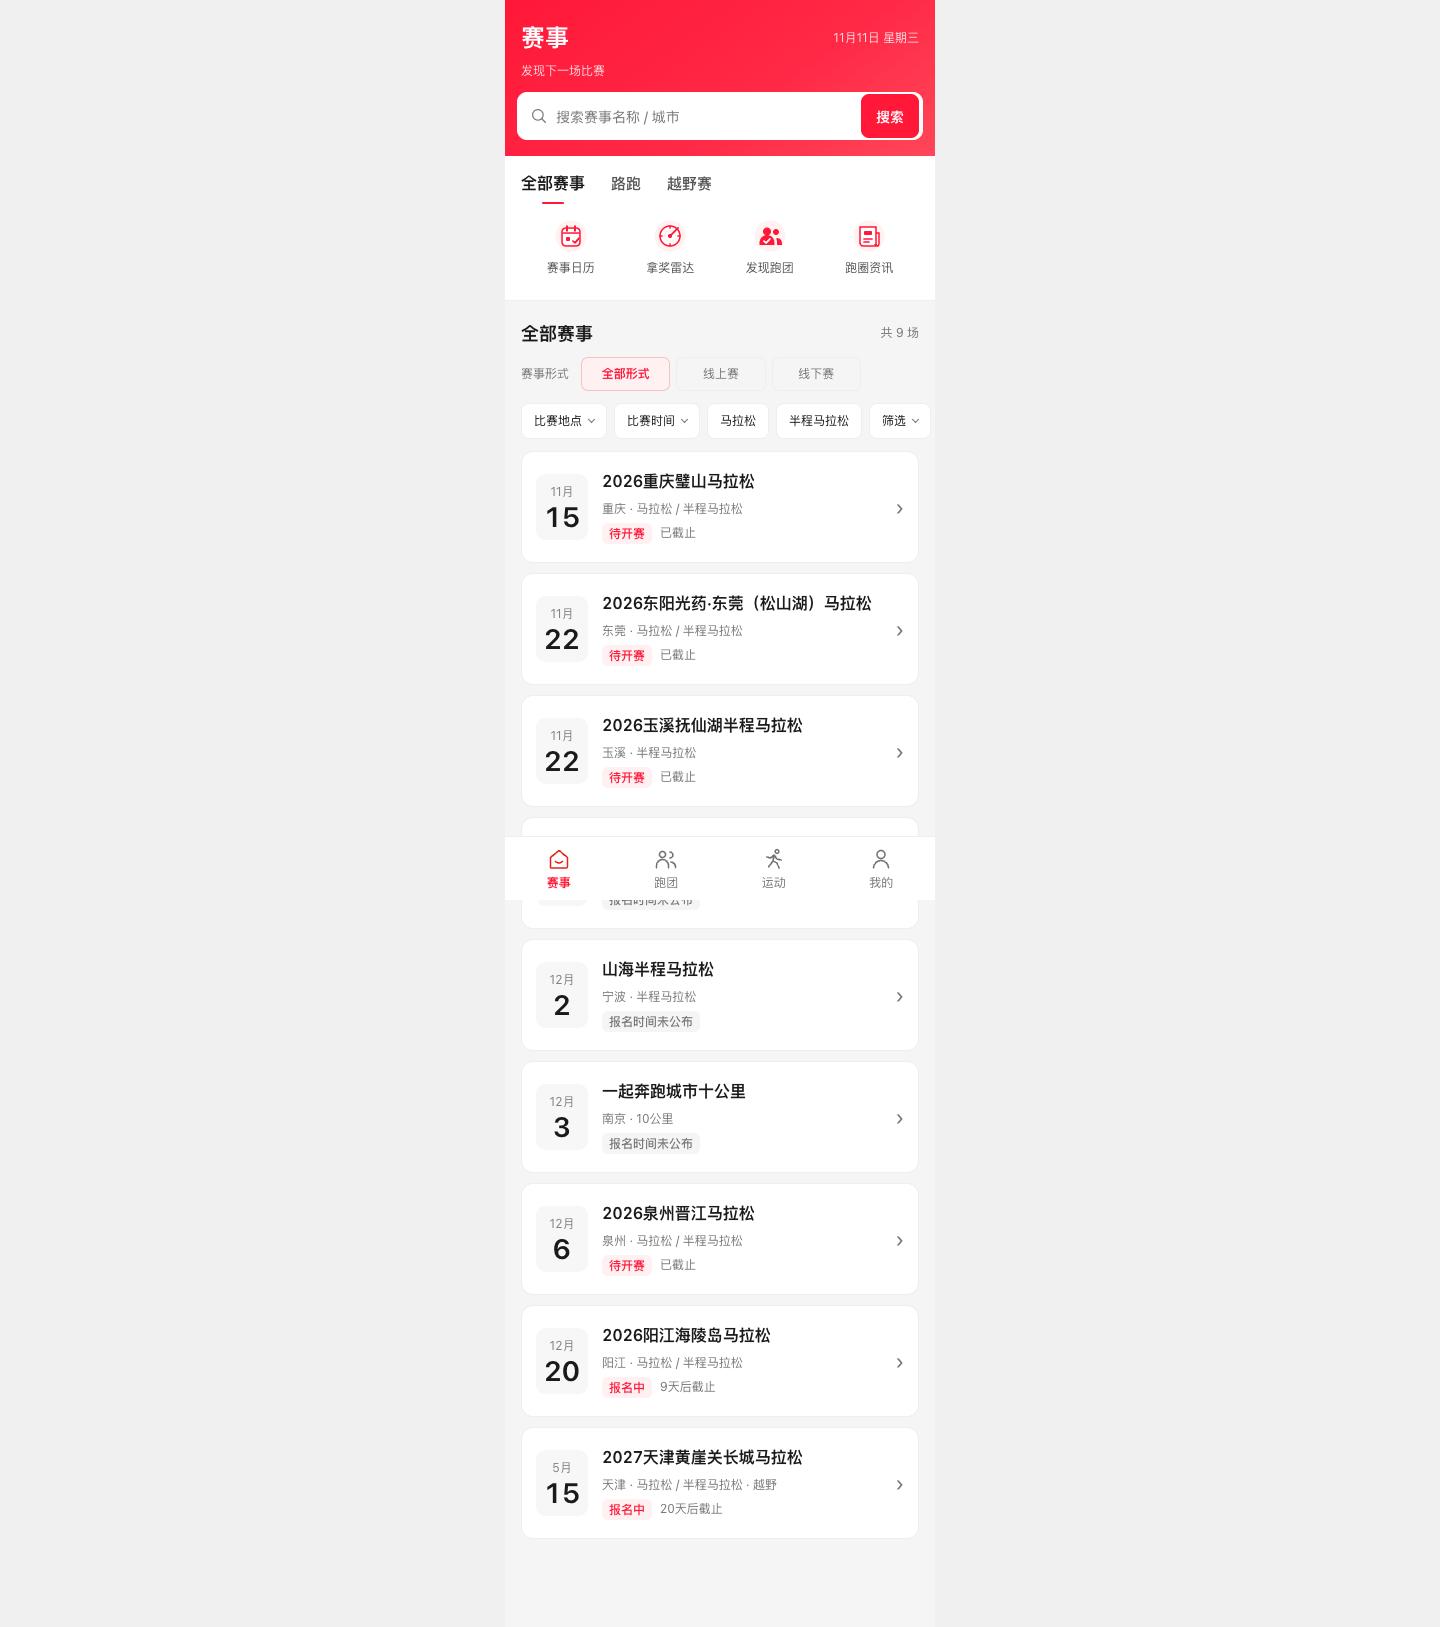 赛事
11月11日 星期三
发现下一场比赛
搜索赛事名称 / 城市
搜索
全部赛事 路跑 越野赛
赛事日历 拿奖雷达 发现跑团 跑圈资讯
全部赛事
共 9 场
赛事形式 全部形式 线上赛 线下赛
比赛地点 比赛时间 马拉松 半程马拉松 筛选
11月
15
2026重庆璧山马拉松
重庆 · 马拉松 / 半程马拉松
待开赛 已截止
11月
22
2026东阳光药·东莞（松山湖）马拉松
东莞 · 马拉松 / 半程马拉松
待开赛 已截止
11月
22
2026玉溪抚仙湖半程马拉松
玉溪 · 半程马拉松
待开赛 已截止
赛事 跑团 运动 我的
报名时间未公布
12月
2
山海半程马拉松
宁波 · 半程马拉松
报名时间未公布
12月
3
一起奔跑城市十公里
南京 · 10公里
报名时间未公布
12月
6
2026泉州晋江马拉松
泉州 · 马拉松 / 半程马拉松
待开赛 已截止
12月
20
2026阳江海陵岛马拉松
阳江 · 马拉松 / 半程马拉松
报名中 9天后截止
5月
15
2027天津黄崖关长城马拉松
天津 · 马拉松 / 半程马拉松 · 越野
报名中 20天后截止